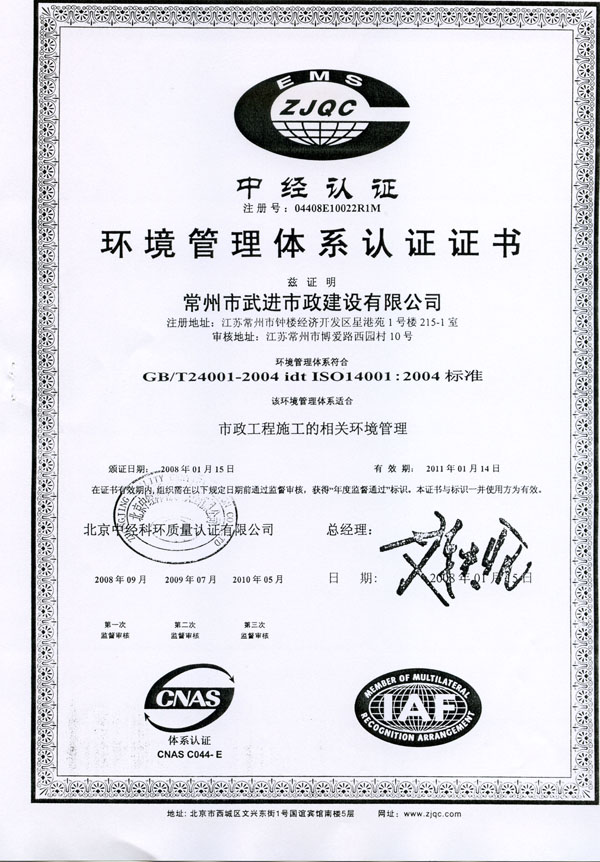 EMS
ZJQC
中经认证
注册号：04408E10022R1M
环境管理体系认证证书
兹证明
常州市武进市政建设有限公司
注册地址：江苏常州市钟楼经济开发区星港苑1号楼215-1室
审核地址：江苏常州市博爱路西园村10号
环境管理体系符合
GB/T24001-2004 idt ISO14001:2004 标准
该环境管理体系适合
市政工程施工的相关环境管理
颁证日期： 2008年01月15日 有效期： 2011年01月14日
在证书有效期内,组织需在以下规定日期前通过监督审核，获得“年度监督通过”标识。本证书与标识一并使用方为有效。
北京中经科环质量认证有限公司 总经理：
2008年09月 2009年07月 2010年05月 日 期: 2008年01月15日
第一次 第二次 第三次
监督审核 监督审核 监督审核
CNAS
体系认证
CNAS C044-E
MEMBER OF MULTILATERAL
IAF
RECOGNITION ARRANGEMENT
地址: 北京市西城区文兴东街1号国谊宾馆南楼5层 网址: www.zjqc.com